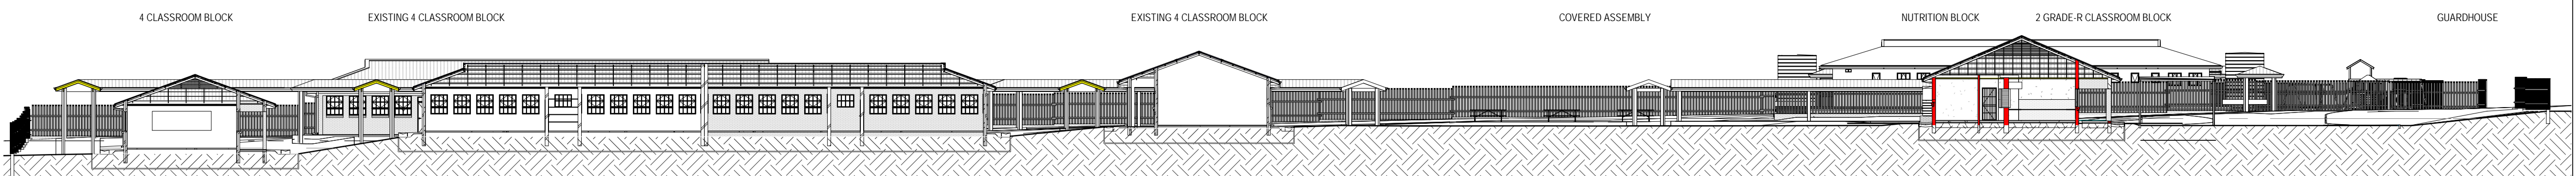 4 CLASSROOM BLOCK
EXISTING 4 CLASSROOM BLOCK
EXISTING 4 CLASSROOM BLOCK
COVERED ASSEMBLY
NUTRITION BLOCK
2 GRADE-R CLASSROOM BLOCK
GUARDHOUSE